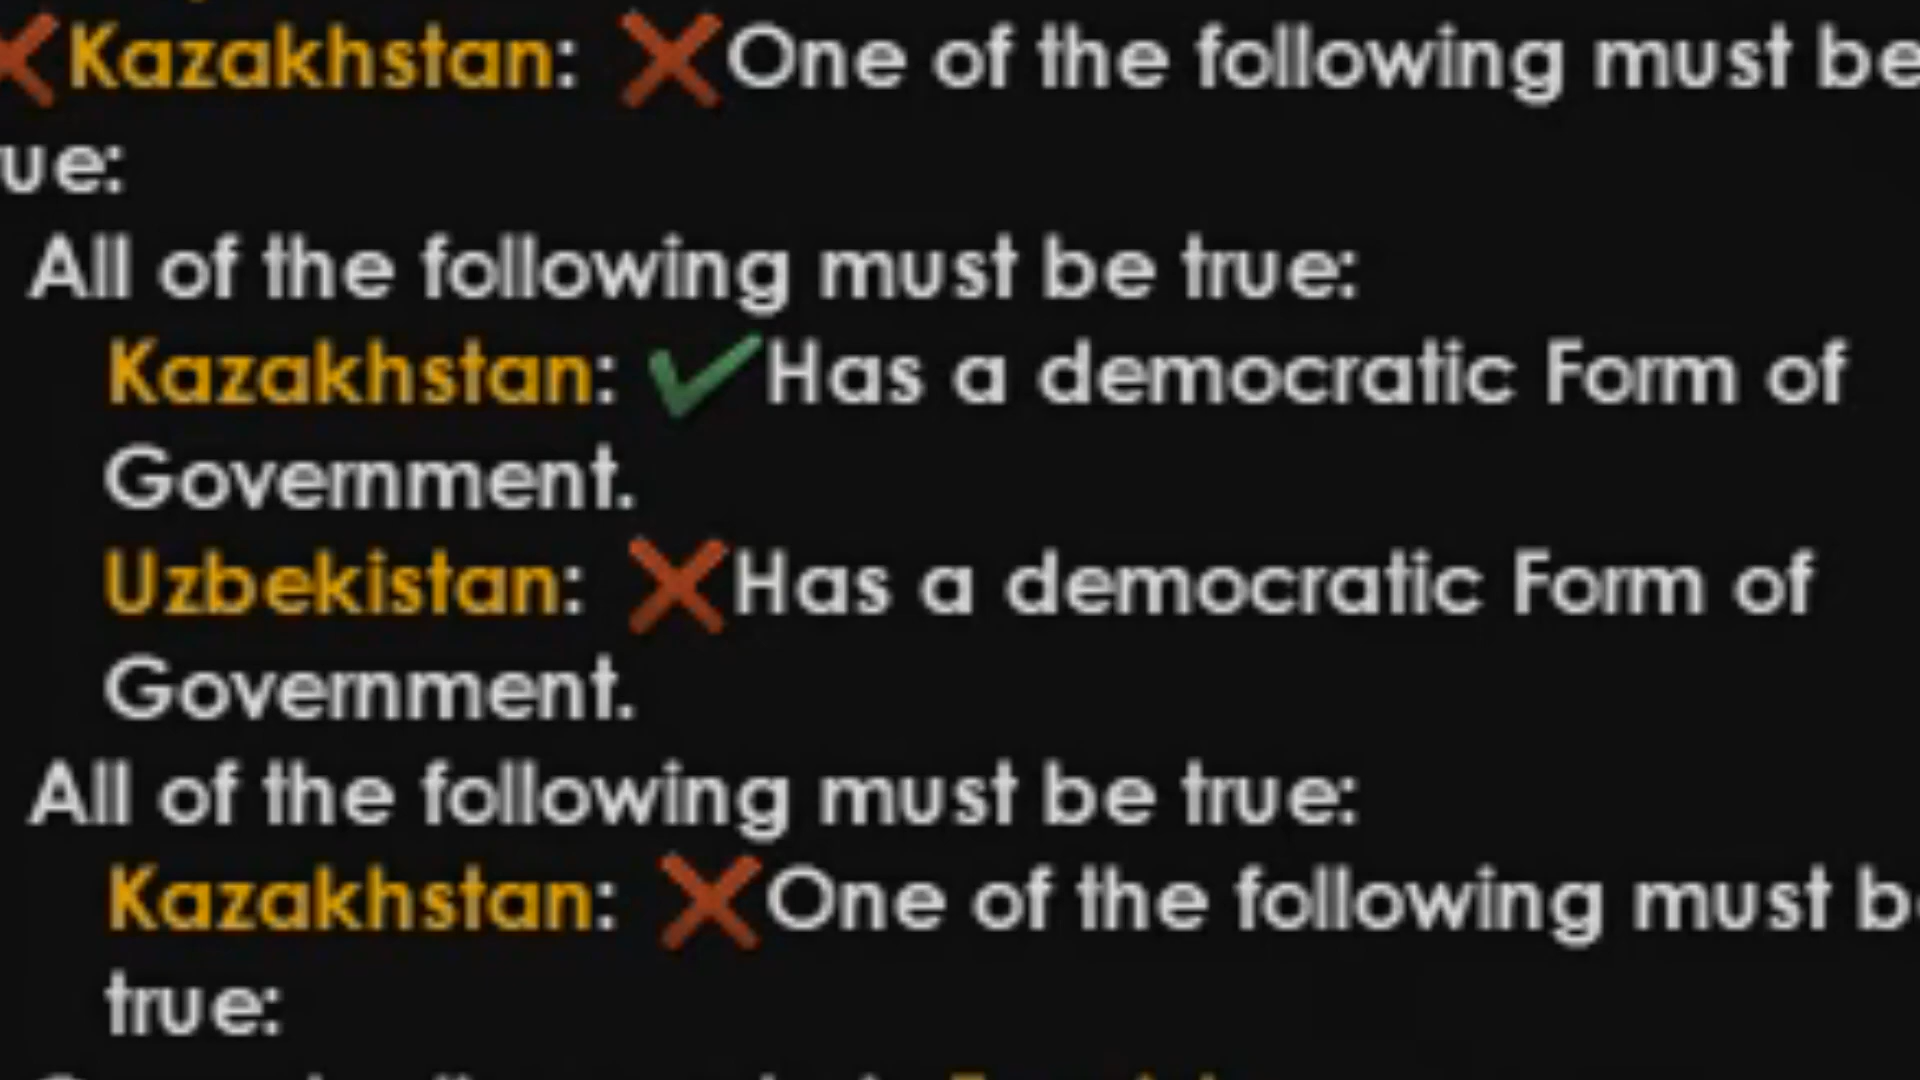 Kazakhstan: One of the following must be
rue:
All of the following must be true:
Kazakhstan: Has a democratic Form of
Government.
Uzbekistan: Has a democratic Form of
Government.
All of the following must be true:
Kazakhstan: One of the following must b
true: